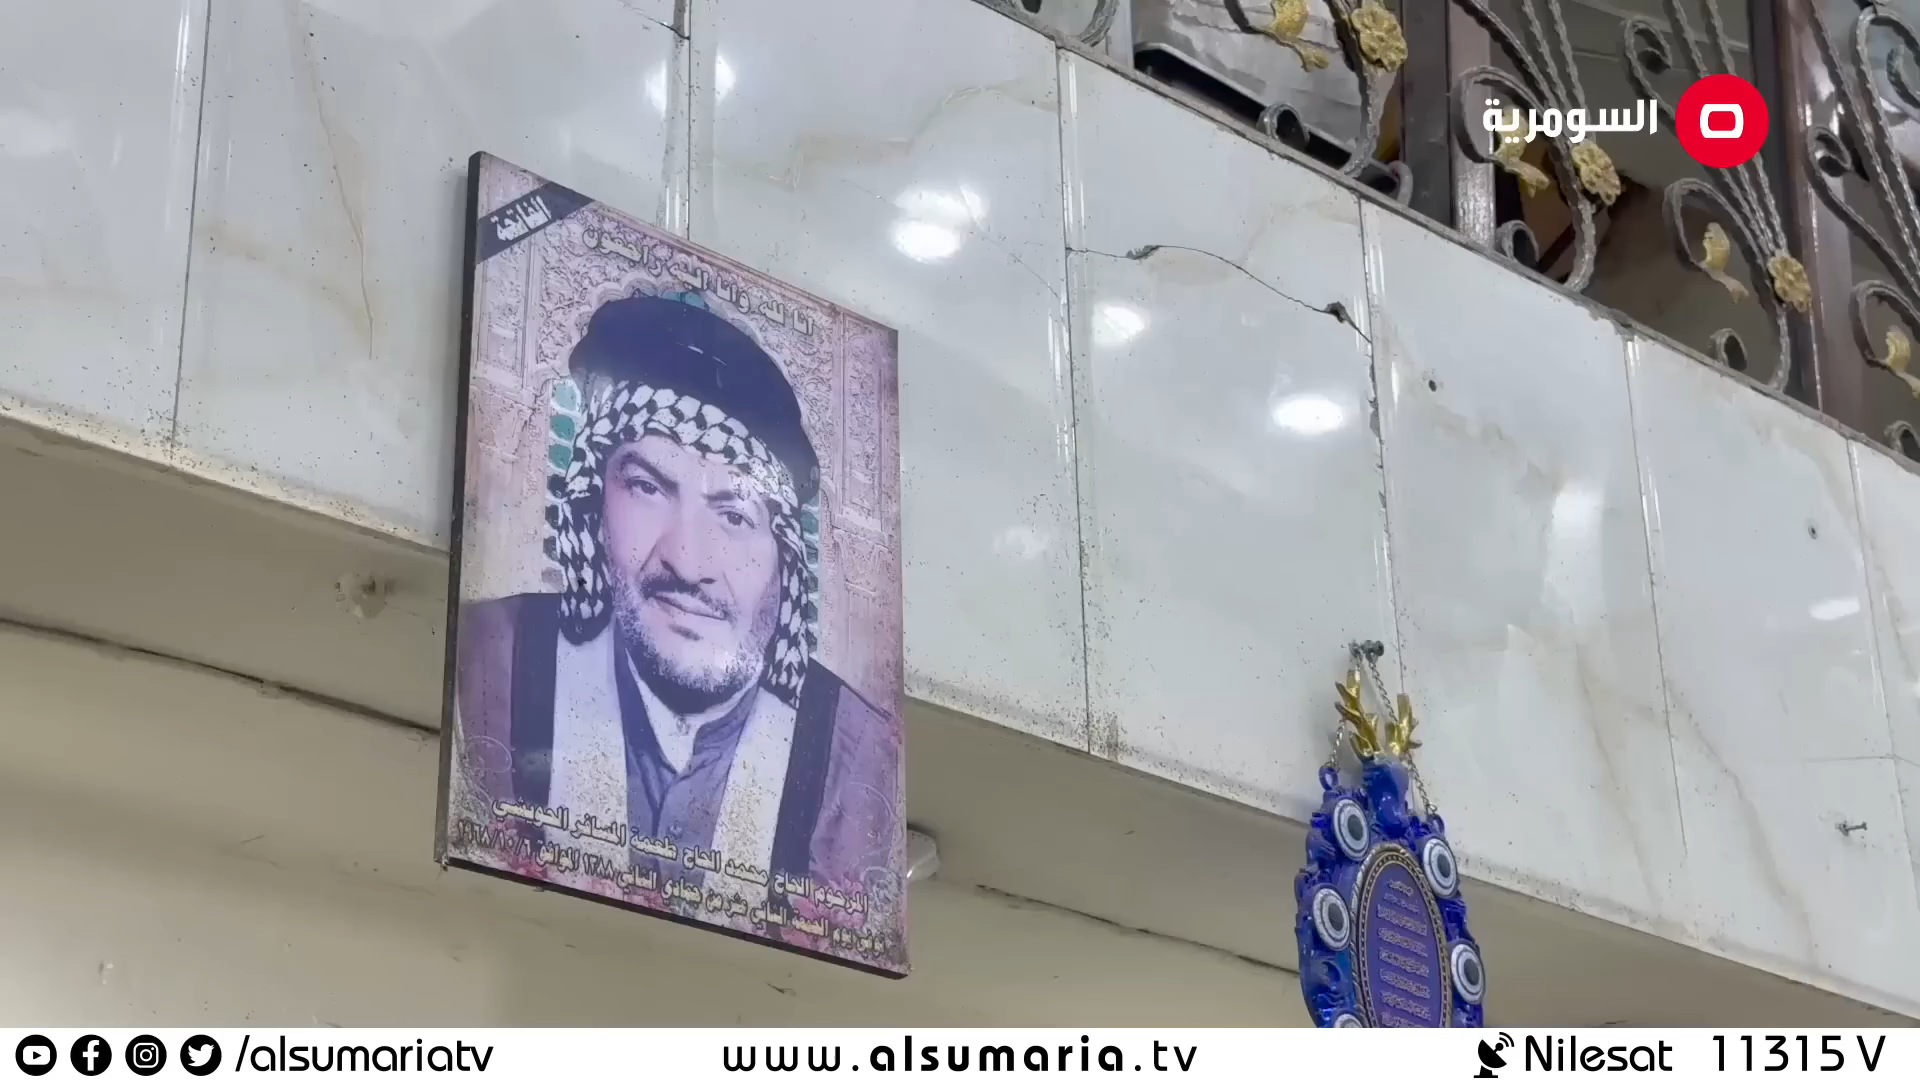 السومرية
الفاتحة
انا لله وانا اليه راجعون
المرحوم الحاج محمد الحاج طعمة المسافر الحويشي
توفي يوم الجمعة الثاني عشر من جمادي الثاني ١٣٨٨ الموافق ١٩٦٨/١٠/٦
/alsumariatv
www.alsumaria.tv
Nilesat 11315 V